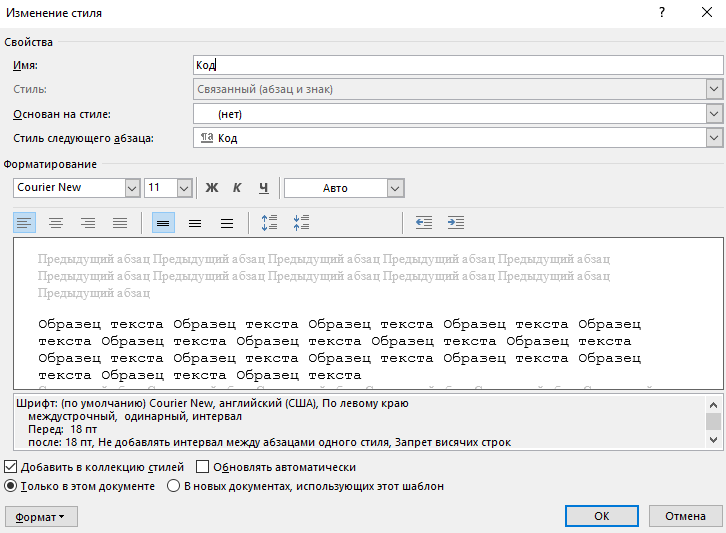 Изменение стиля ? ×
Свойства
Имя: Код
Стиль: Связанный (абзац и знак)
Основан на стиле: (нет)
Стиль следующего абзаца: ¶a Код
Форматирование
Courier New 11 Ж К Ч Авто
Предыдущий абзац Предыдущий абзац Предыдущий абзац Предыдущий абзац Предыдущий абзац
Предыдущий абзац Предыдущий абзац Предыдущий абзац Предыдущий абзац Предыдущий абзац
Предыдущий абзац
Образец текста Образец текста Образец текста Образец текста Образец
текста Образец текста Образец текста Образец текста Образец текста
Образец текста Образец текста Образец текста Образец текста Образец
текста Образец текста Образец текста
Шрифт: (по умолчанию) Courier New, английский (США), По левому краю
междустрочный, одинарный, интервал
Перед: 18 пт
после: 18 пт, Не добавлять интервал между абзацами одного стиля, Запрет висячих строк
Добавить в коллекцию стилей Обновлять автоматически
Только в этом документе В новых документах, использующих этот шаблон
Формат ОК Отмена